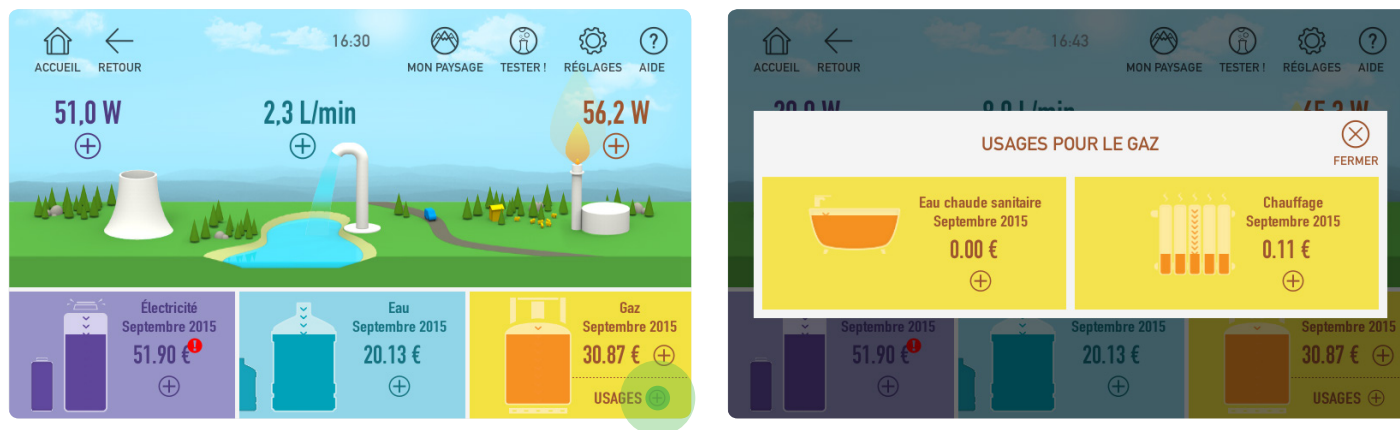 16:30
ACCUEIL RETOUR MON PAYSAGE TESTER ! RÉGLAGES AIDE
51,0 W 2,3 L/min 56,2 W
Électricité
Septembre 2015
51.90 €
Eau
Septembre 2015
20.13 €
Gaz
Septembre 2015
30.87 €
USAGES
16:43
ACCUEIL RETOUR MON PAYSAGE TESTER ! RÉGLAGES AIDE
USAGES POUR LE GAZ
FERMER
Eau chaude sanitaire
Septembre 2015
0.00 €
Chauffage
Septembre 2015
0.11 €
Septembre 2015
51.90 €
Septembre 2015
20.13 €
Septembre 2015
30.87 €
USAGES